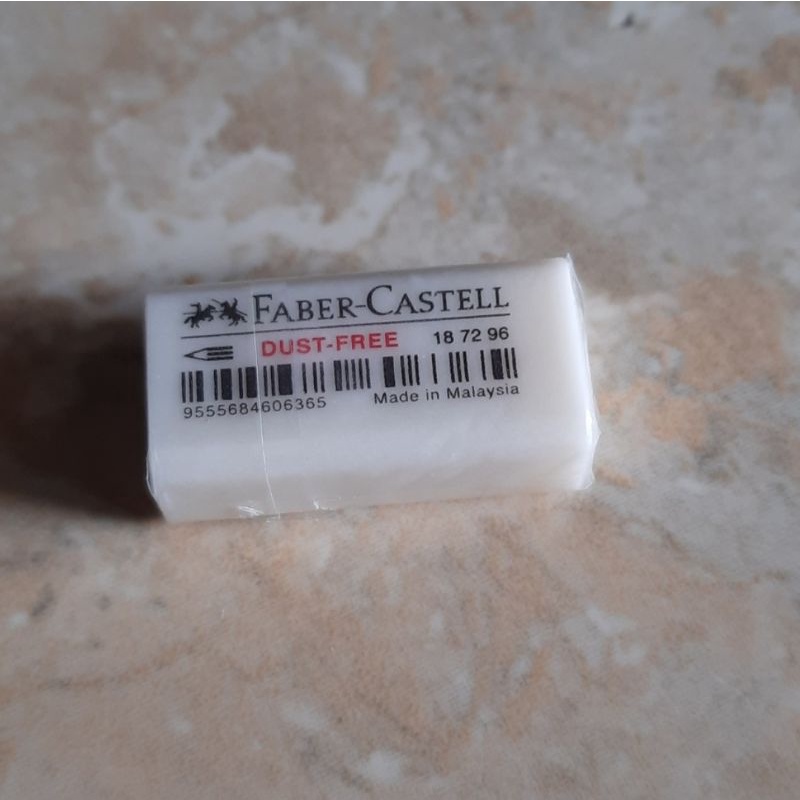 FABER-CASTELL
DUST-FREE 18 72 96
9555684606365 Made in Malaysia